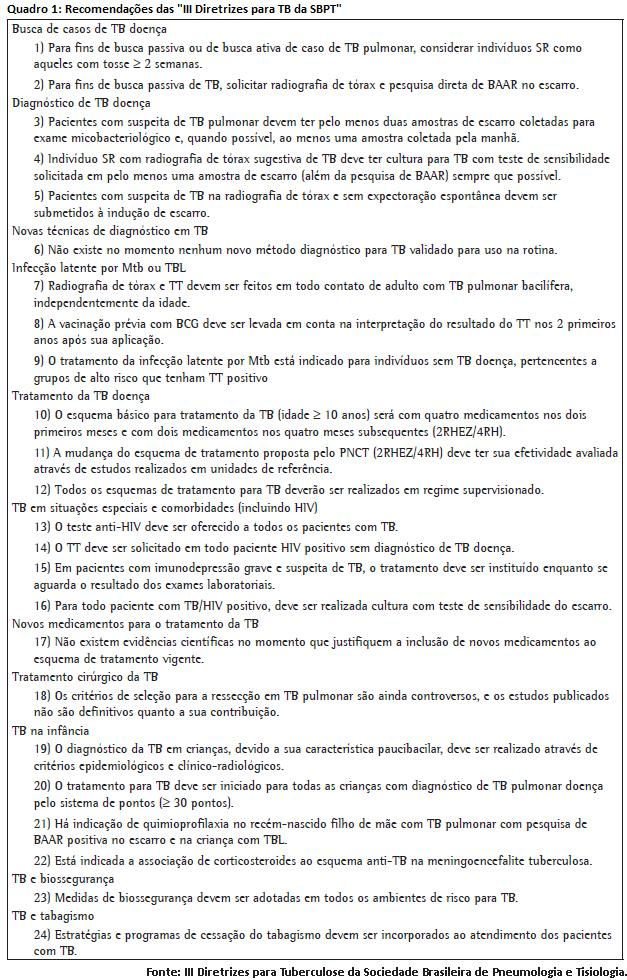 Quadro 1: Recomendações das "III Diretrizes para TB da SBPT"
Busca de casos de TB doença
1) Para fins de busca passiva ou de busca ativa de caso de TB pulmonar, considerar indivíduos SR como
aqueles com tosse ≥ 2 semanas.
2) Para fins de busca passiva de TB, solicitar radiografia de tórax e pesquisa direta de BAAR no escarro.
Diagnóstico de TB doença
3) Pacientes com suspeita de TB pulmonar devem ter pelo menos duas amostras de escarro coletadas para
exame micobacteriológico e, quando possível, ao menos uma amostra coletada pela manhã.
4) Indivíduo SR com radiografia de tórax sugestiva de TB deve ter cultura para TB com teste de sensibilidade
solicitada em pelo menos uma amostra de escarro (além da pesquisa de BAAR) sempre que possível.
5) Pacientes com suspeita de TB na radiografia de tórax e sem expectoração espontânea devem ser
submetidos à indução de escarro.
Novas técnicas de diagnóstico em TB
6) Não existe no momento nenhum novo método diagnóstico para TB validado para uso na rotina.
Infecção latente por Mtb ou TBL
7) Radiografia de tórax e TT devem ser feitos em todo contato de adulto com TB pulmonar bacilífera,
independentemente da idade.
8) A vacinação prévia com BCG deve ser levada em conta na interpretação do resultado do TT nos 2 primeiros
anos após sua aplicação.
9) O tratamento da infecção latente por Mtb está indicado para indivíduos sem TB doença, pertencentes a
grupos de alto risco que tenham TT positivo
Tratamento da TB doença
10) O esquema básico para tratamento da TB (idade ≥ 10 anos) será com quatro medicamentos nos dois
primeiros meses e com dois medicamentos nos quatro meses subsequentes (2RHEZ/4RH).
11) A mudança do esquema de tratamento proposta pelo PNCT (2RHEZ/4RH) deve ter sua efetividade avaliada
através de estudos realizados em unidades de referência.
12) Todos os esquemas de tratamento para TB deverão ser realizados em regime supervisionado.
TB em situações especiais e comorbidades (incluindo HIV)
13) O teste anti-HIV deve ser oferecido a todos os pacientes com TB.
14) O TT deve ser solicitado em todo paciente HIV positivo sem diagnóstico de TB doença.
15) Em pacientes com imunodepressão grave e suspeita de TB, o tratamento deve ser instituído enquanto se
aguarda o resultado dos exames laboratoriais.
16) Para todo paciente com TB/HIV positivo, deve ser realizada cultura com teste de sensibilidade do escarro.
Novos medicamentos para o tratamento da TB
17) Não existem evidências científicas no momento que justifiquem a inclusão de novos medicamentos ao
esquema de tratamento vigente.
Tratamento cirúrgico da TB
18) Os critérios de seleção para a ressecção em TB pulmonar são ainda controversos, e os estudos publicados
não são definitivos quanto a sua contribuição.
TB na infância
19) O diagnóstico da TB em crianças, devido a sua característica paucibacilar, deve ser realizado através de
critérios epidemiológicos e clínico-radiológicos.
20) O tratamento para TB deve ser iniciado para todas as crianças com diagnóstico de TB pulmonar doença
pelo sistema de pontos (≥ 30 pontos).
21) Há indicação de quimioprofilaxia no recém-nascido filho de mãe com TB pulmonar com pesquisa de
BAAR positiva no escarro e na criança com TBL.
22) Está indicada a associação de corticosteroides ao esquema anti-TB na meningoencefalite tuberculosa.
TB e biossegurança
23) Medidas de biossegurança devem ser adotadas em todos os ambientes de risco para TB.
TB e tabagismo
24) Estratégias e programas de cessação do tabagismo devem ser incorporados ao atendimento dos pacientes
com TB.
Fonte: III Diretrizes para Tuberculose da Sociedade Brasileira de Pneumologia e Tisiologia.